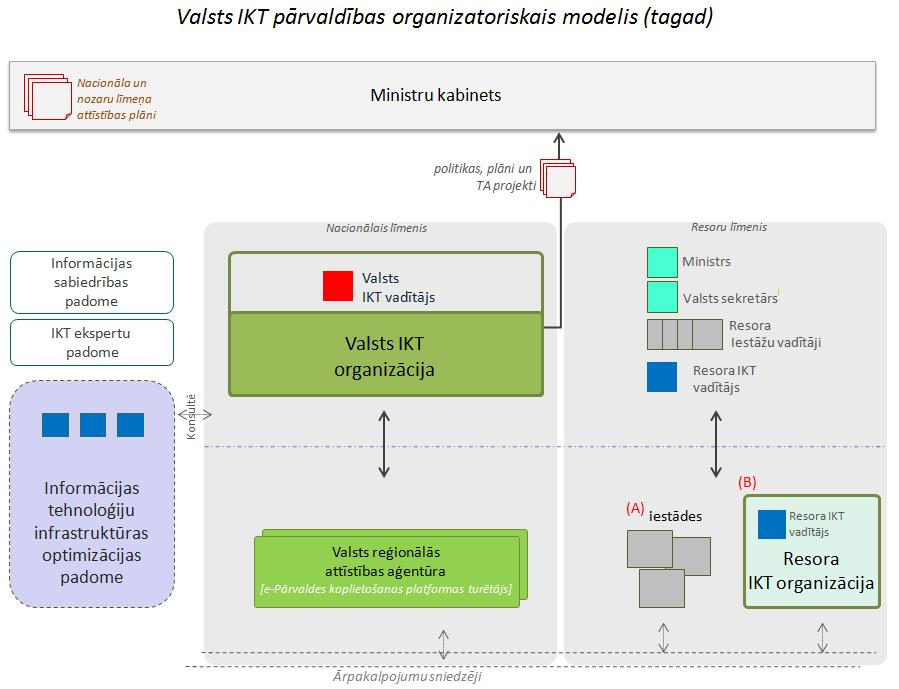 Valsts IKT pārvaldības organizatoriskais modelis (tagad)
Nacionāla un
nozaru līmeņa
attīstības plāni
Ministru kabinets
politikas, plāni un
TA projekti
Nacionālais līmenis
Resoru līmenis
Informācijas
sabiedrības
padome
IKT ekspertu
padome
Informācijas
tehnoloģiju
infrastruktūras
optimizācijas
padome
Konsultē
Valsts
IKT vadītājs
Valsts IKT
organizācija
Ministrs
Valsts sekretārs
Resora
Iestāžu vadītāji
Resora IKT
vadītājs
Valsts reģionālās
attīstības aģentūra
[e-Pārvaldes koplietošanas platformas turētājs]
(A) iestādes
(B)
Resora IKT
vadītājs
Resora
IKT organizācija
Ārpakalpojumu sniedzēji